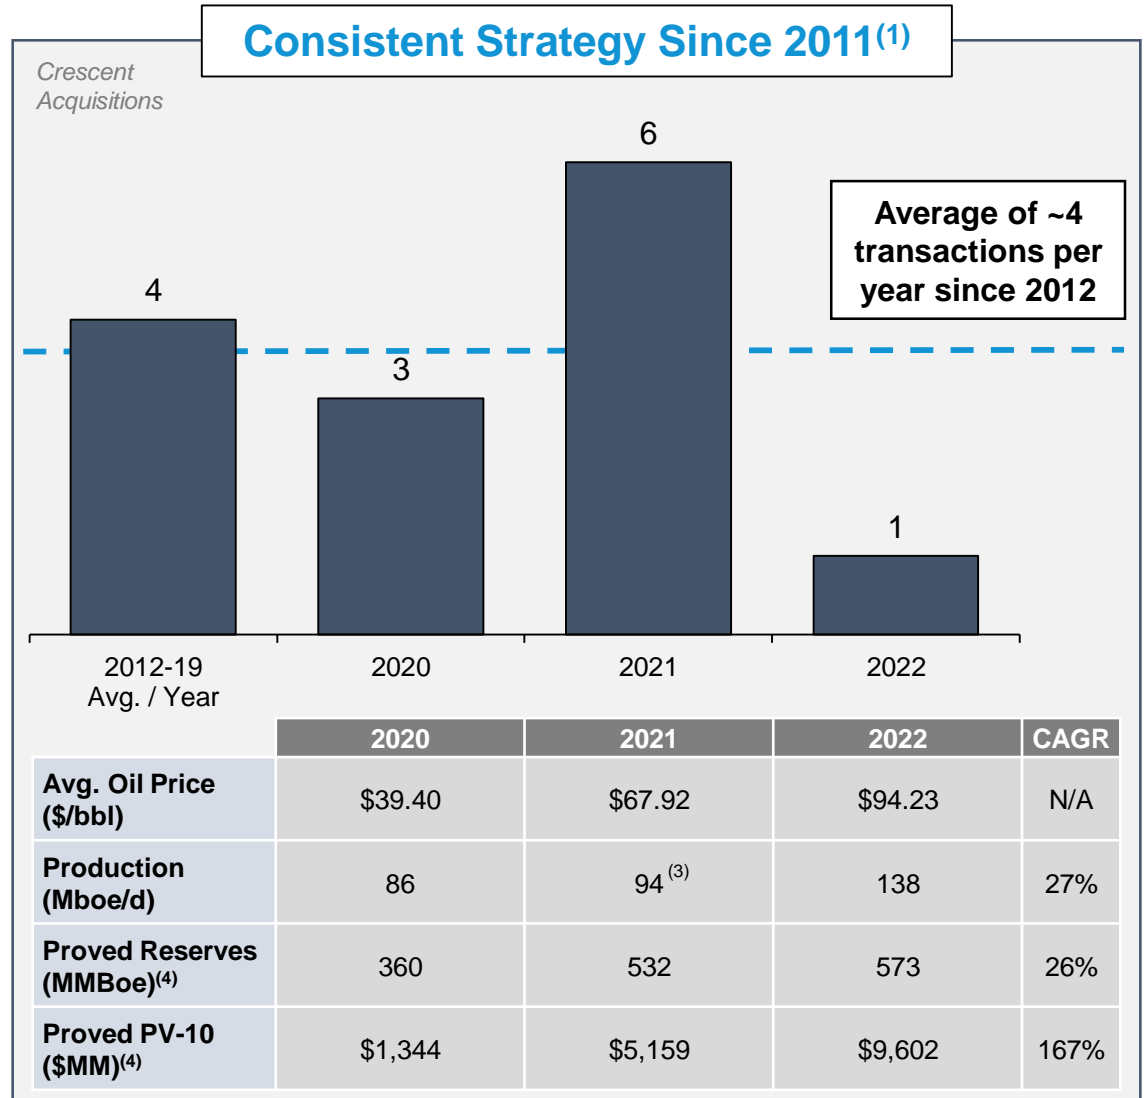 Consistent Strategy Since 2011(1)
Crescent
Acquisitions
6
Average of ~4
transactions per
year since 2012
4
3
1
2012-19
Avg. / Year
2020
2021
2022
2020 2021 2022 CAGR
Avg. Oil Price
($/bbl)
$39.40 $67.92 $94.23 N/A
Production
(Mboe/d)
86 94(3) 138 27%
Proved Reserves
(MMBoe)(4)
360 532 573 26%
Proved PV-10
($MM)(4)
$1,344 $5,159 $9,602 167%